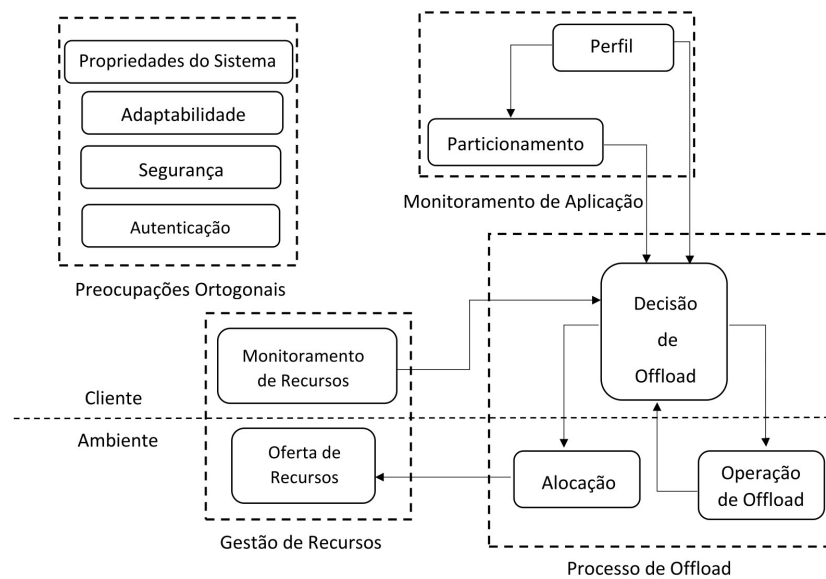 Propriedades do Sistema
Adaptabilidade
Segurança
Autenticação
Preocupações Ortogonais
Perfil
Particionamento
Monitoramento de Aplicação
Monitoramento
de Recursos
Cliente
Ambiente
Oferta de
Recursos
Gestão de Recursos
Decisão
de
Offload
Alocação
Operação
de Offload
Processo de Offload